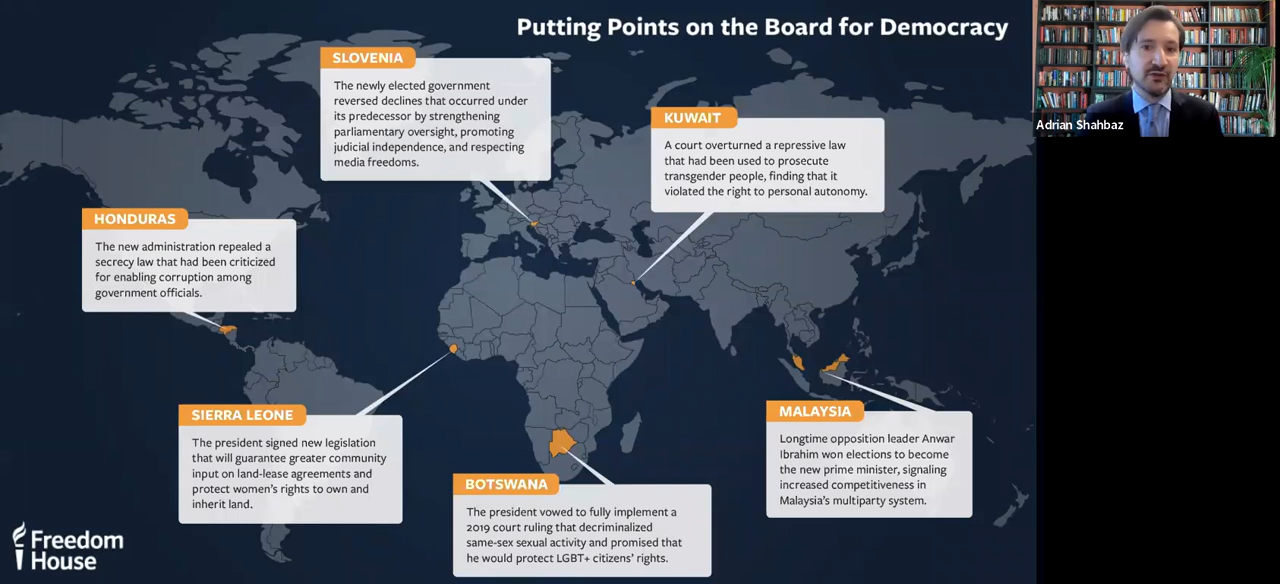 Putting Points on the Board for Democracy
Adrian Shahbaz
SLOVENIA
The newly elected government
reversed declines that occurred under
its predecessor by strengthening
parliamentary oversight, promoting
judicial independence, and respecting
media freedoms.
KUWAIT
A court overturned a repressive law
that had been used to prosecute
transgender people, finding that it
violated the right to personal autonomy.
HONDURAS
The new administration repealed a
secrecy law that had been criticized
for enabling corruption among
government officials.
SIERRA LEONE
The president signed new legislation
that will guarantee greater community
input on land-lease agreements and
protect women's rights to own and
inherit land.
BOTSWANA
The president vowed to fully implement a
2019 court ruling that decriminalized
same-sex sexual activity and promised that
he would protect LGBT+ citizens' rights.
MALAYSIA
Longtime opposition leader Anwar
Ibrahim won elections to become
the new prime minister, signaling
increased competitiveness in
Malaysia's multiparty system.
Freedom
House